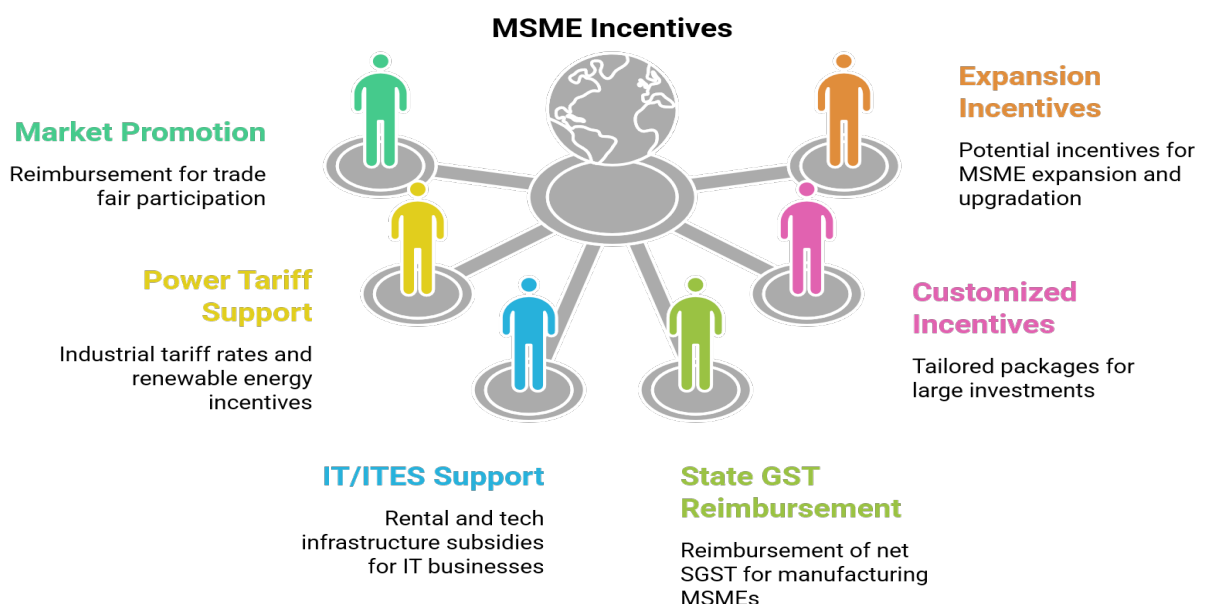 MSME Incentives
Market Promotion
Reimbursement for trade
fair participation
Power Tariff
Support
Industrial tariff rates and
renewable energy
incentives
IT/ITES Support
Rental and tech
infrastructure subsidies
for IT businesses
State GST
Reimbursement
Reimbursement of net
SGST for manufacturing
MSMEs
Customized
Incentives
Tailored packages for
large investments
Expansion
Incentives
Potential incentives for
MSME expansion and
upgradation